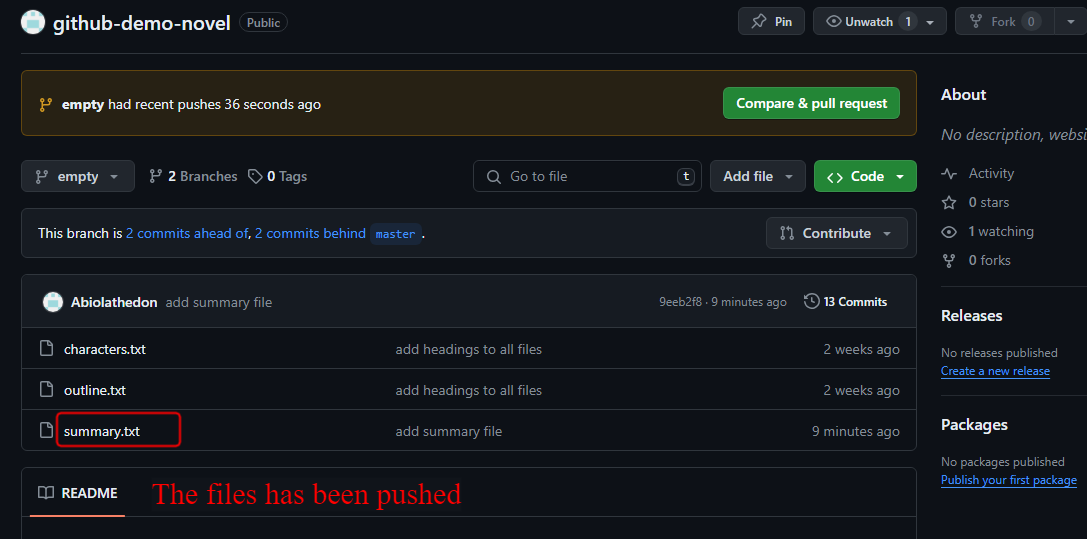 github-demo-novel Public Pin Unwatch 1 Fork 0
empty had recent pushes 36 seconds ago Compare & pull request
empty 2 Branches 0 Tags Go to file t Add file Code
This branch is 2 commits ahead of, 2 commits behind master. Contribute
Abiolathedon add summary file 9eeb2f8 · 9 minutes ago 13 Commits
characters.txt add headings to all files 2 weeks ago
outline.txt add headings to all files 2 weeks ago
summary.txt add summary file 9 minutes ago
README The files has been pushed
About
No description, websi
Activity
0 stars
1 watching
0 forks
Releases
No releases published
Create a new release
Packages
No packages published
Publish your first package